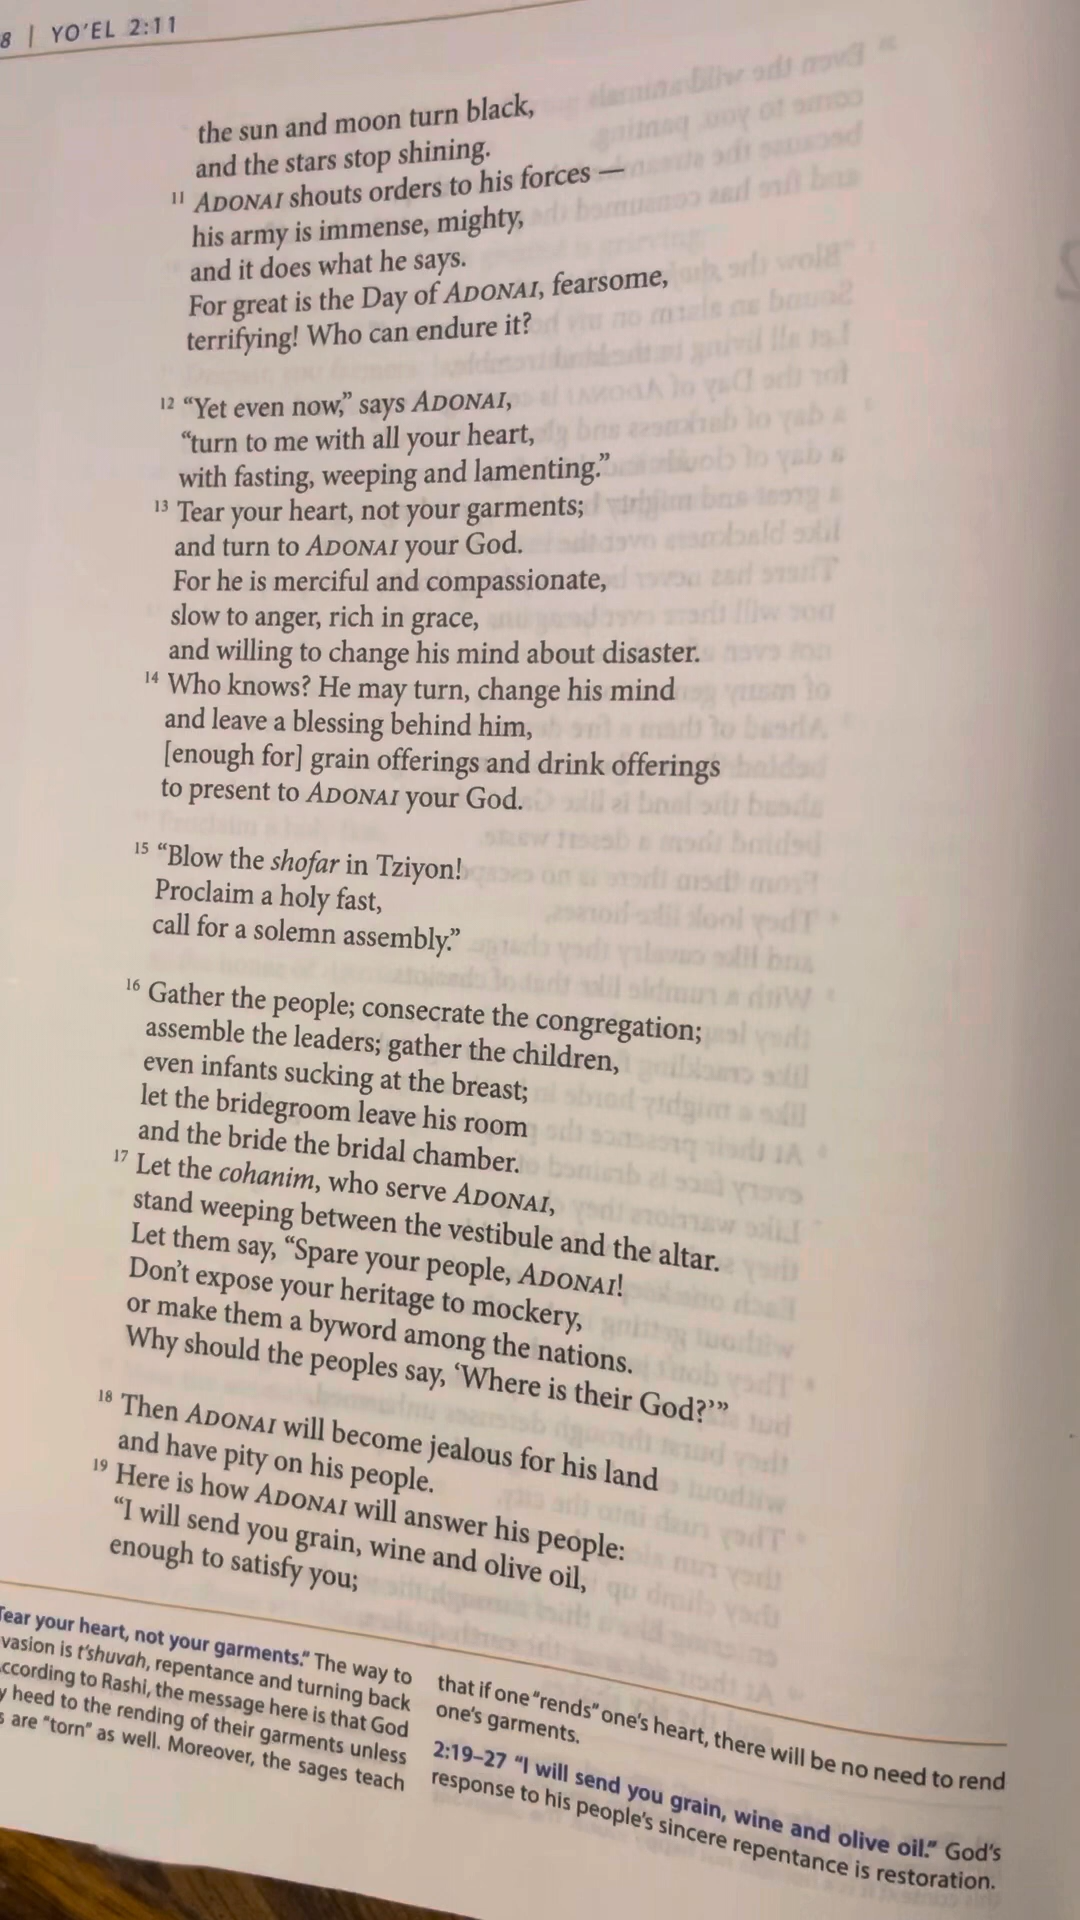 8 | YO'EL 2:11
the sun and moon turn black,
and the stars stop shining.
11 ADONAI shouts orders to his forces —
his army is immense, mighty,
and it does what he says.
For great is the Day of ADONAI, fearsome,
terrifying! Who can endure it?
12 “Yet even now,” says ADONAI,
“turn to me with all your heart,
with fasting, weeping and lamenting.”
13 Tear your heart, not your garments;
and turn to ADONAI your God.
For he is merciful and compassionate,
slow to anger, rich in grace,
and willing to change his mind about disaster.
14 Who knows? He may turn, change his mind
and leave a blessing behind him,
[enough for] grain offerings and drink offerings
to present to ADONAI your God.
15 “Blow the shofar in Tziyon!
Proclaim a holy fast,
call for a solemn assembly.”
16 Gather the people; consecrate the congregation;
assemble the leaders; gather the children,
even infants sucking at the breast;
let the bridegroom leave his room
and the bride the bridal chamber.
17 Let the cohanim, who serve ADONAI,
stand weeping between the vestibule and the altar.
Let them say, “Spare your people, ADONAI!
Don’t expose your heritage to mockery,
or make them a byword among the nations.
Why should the peoples say, ‘Where is their God?’”
18 Then ADONAI will become jealous for his land
and have pity on his people.
19 Here is how ADONAI will answer his people:
“I will send you grain, wine and olive oil,
enough to satisfy you;
Tear your heart, not your garments.” The way to
vasion is t’shuvah, repentance and turning back
ccording to Rashi, the message here is that God
y heed to the rending of their garments unless
s are “torn” as well. Moreover, the sages teach
that if one “rends” one’s heart, there will be no need to rend
one’s garments.
2:19–27 “I will send you grain, wine and olive oil.” God’s
response to his people’s sincere repentance is restoration.